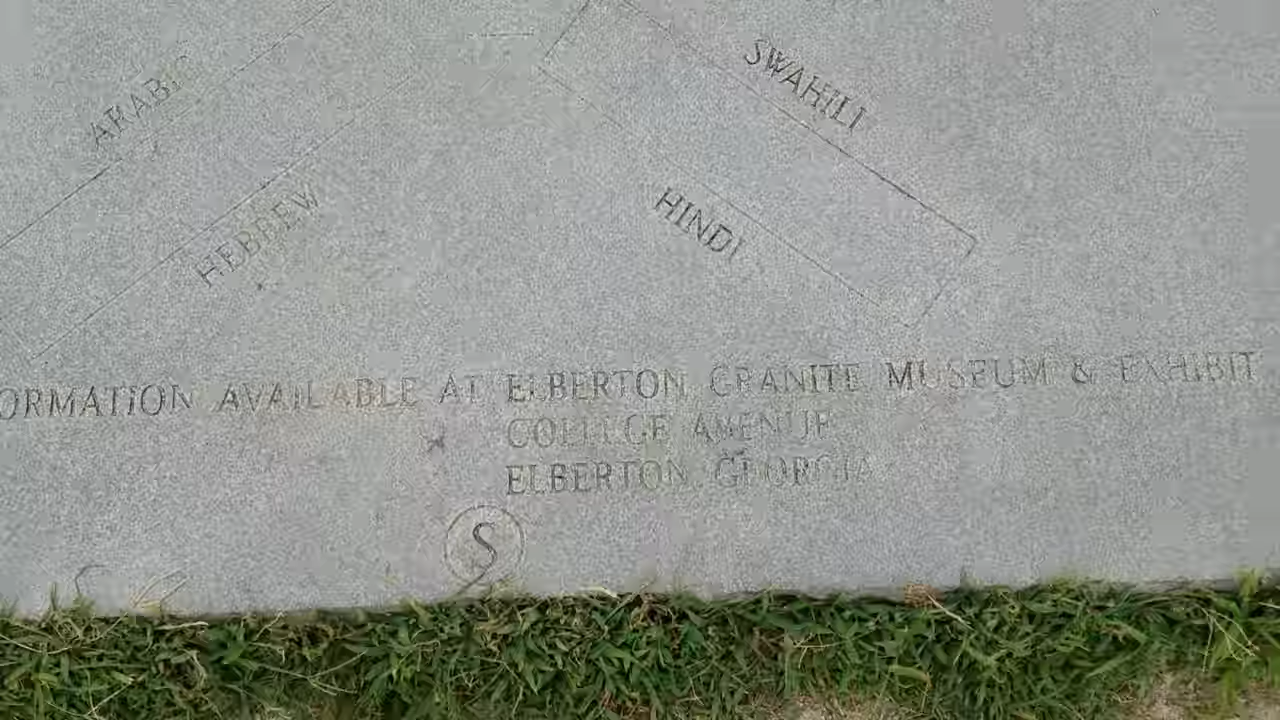 ARABIC
SWAHILI
HEBREW
HINDI
ORMATION AVAILABLE AT ELBERTON GRANITE MUSEUM & EXHIBIT
COLLEGE AVENUE
ELBERTON, GEORGIA
S